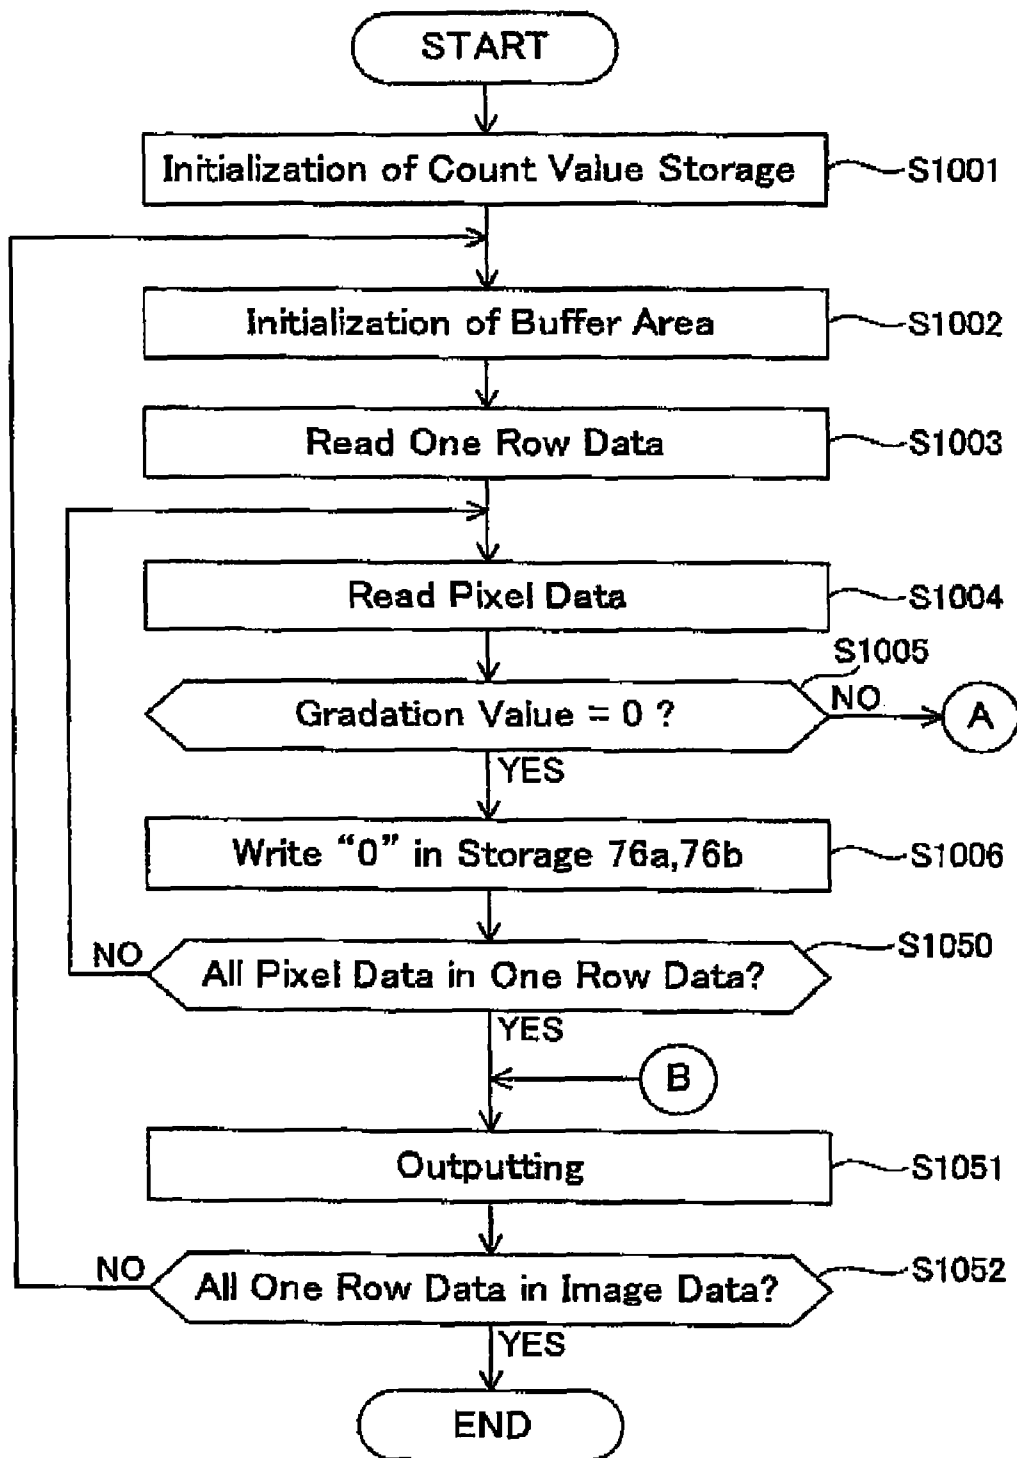 START
Initialization of Count Value Storage
S1001
Initialization of Buffer Area
S1002
Read One Row Data
S1003
Read Pixel Data
S1004
S1005
Gradation Value = 0 ?
NO
A
YES
Write “0” in Storage 76a,76b
S1006
NO
All Pixel Data in One Row Data?
S1050
YES
B
Outputting
S1051
NO
All One Row Data in Image Data?
S1052
YES
END